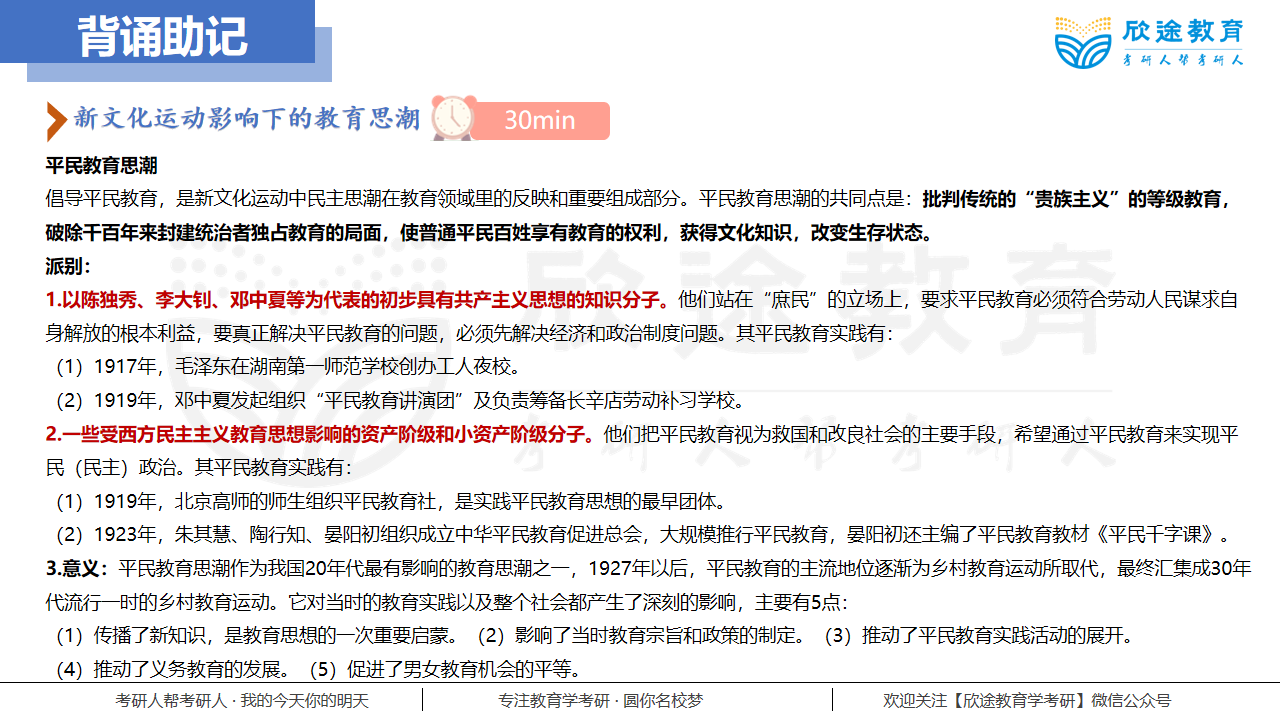 背诵助记
欣途教育
考研人帮考研人
新文化运动影响下的教育思潮
30min
平民教育思潮
倡导平民教育，是新文化运动中民主思潮在教育领域里的反映和重要组成部分。平民教育思潮的共同点是：批判传统的“贵族主义”的等级教育，
破除千百年来封建统治者独占教育的局面，使普通平民百姓享有教育的权利，获得文化知识，改变生存状态。
派别：
1.以陈独秀、李大钊、邓中夏等为代表的初步具有共产主义思想的知识分子。他们站在“庶民”的立场上，要求平民教育必须符合劳动人民谋求自
身解放的根本利益，要真正解决平民教育的问题，必须先解决经济和政治制度问题。其平民教育实践有：
（1）1917年，毛泽东在湖南第一师范学校创办工人夜校。
（2）1919年，邓中夏发起组织“平民教育讲演团”及负责筹备长辛店劳动补习学校。
2.一些受西方民主主义教育思想影响的资产阶级和小资产阶级分子。他们把平民教育视为救国和改良社会的主要手段，希望通过平民教育来实现平
民（民主）政治。其平民教育实践有：
（1）1919年，北京高师的师生组织平民教育社，是实践平民教育思想的最早团体。
（2）1923年，朱其慧、陶行知、晏阳初组织成立中华平民教育促进总会，大规模推行平民教育，晏阳初还主编了平民教育教材《平民千字课》。
3.意义：平民教育思潮作为我国20年代最有影响的教育思潮之一，1927年以后，平民教育的主流地位逐渐为乡村教育运动所取代，最终汇集成30年
代流行一时的乡村教育运动。它对当时的教育实践以及整个社会都产生了深刻的影响，主要有5点：
（1）传播了新知识，是教育思想的一次重要启蒙。（2）影响了当时教育宗旨和政策的制定。（3）推动了平民教育实践活动的展开。
（4）推动了义务教育的发展。（5）促进了男女教育机会的平等。
欣途教育
考研人帮考研人
考研人帮考研人 · 我的今天你的明天
专注教育学考研 · 圆你名校梦
欢迎关注【欣途教育学考研】微信公众号